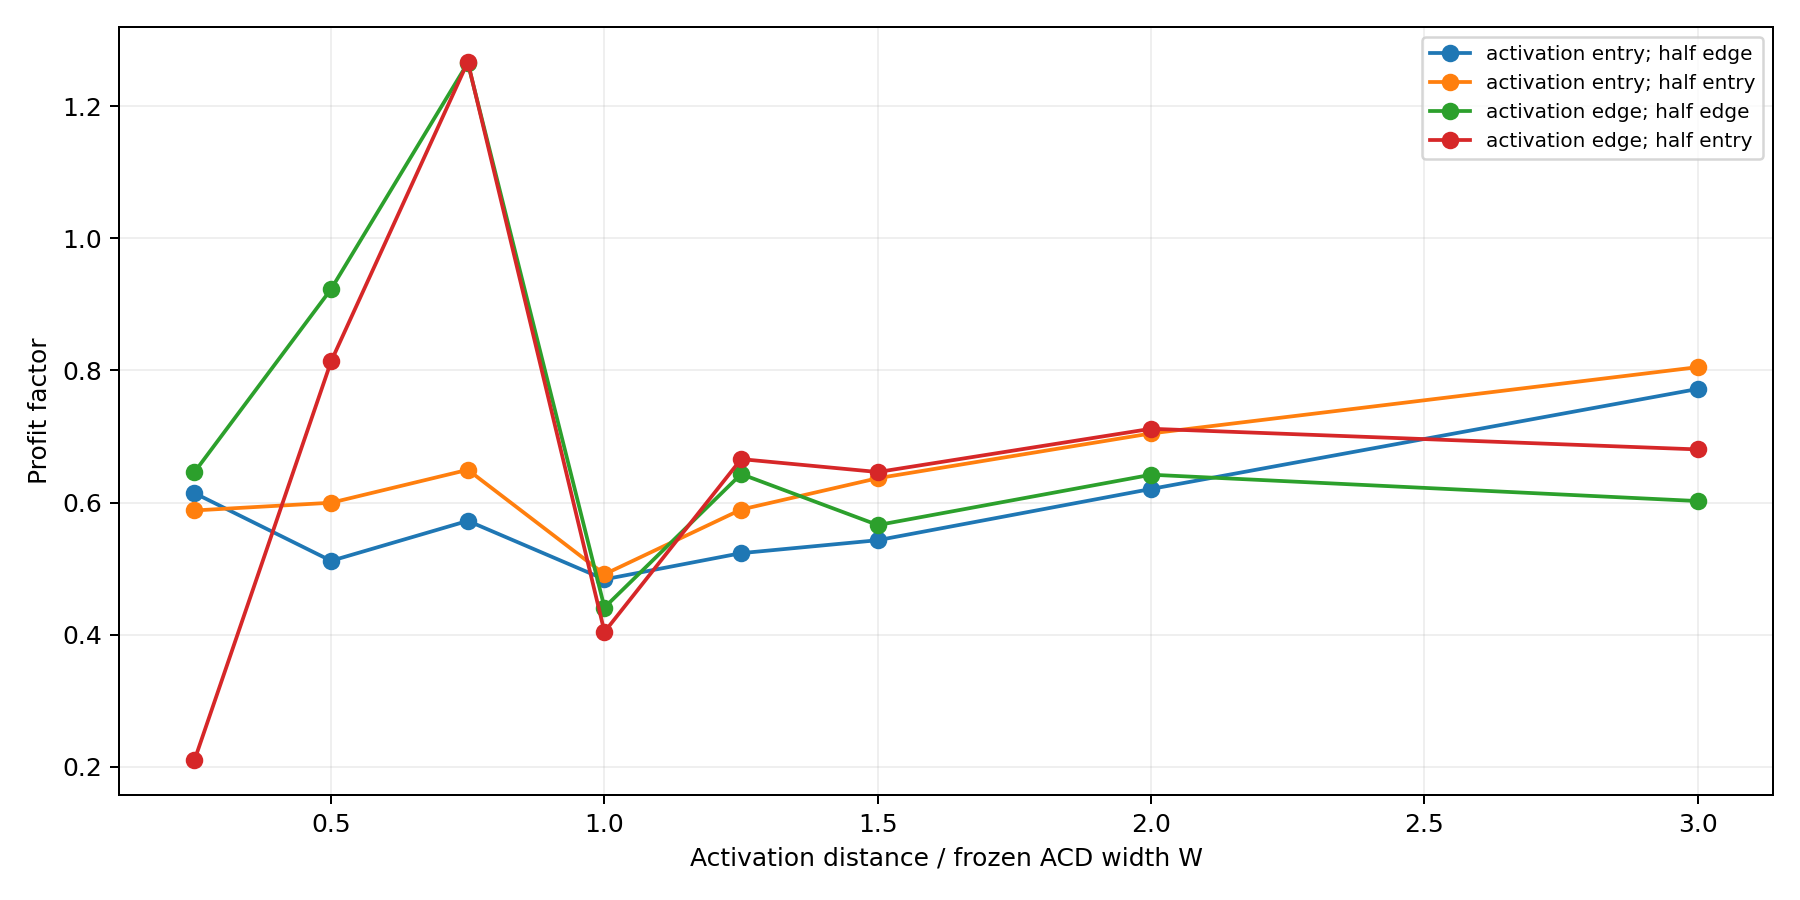 activation entry; half edge
activation entry; half entry
activation edge; half edge
activation edge; half entry
1.2
1.0
0.8
0.6
0.4
0.2
Profit factor
0.5 1.0 1.5 2.0 2.5 3.0
Activation distance / frozen ACD width W